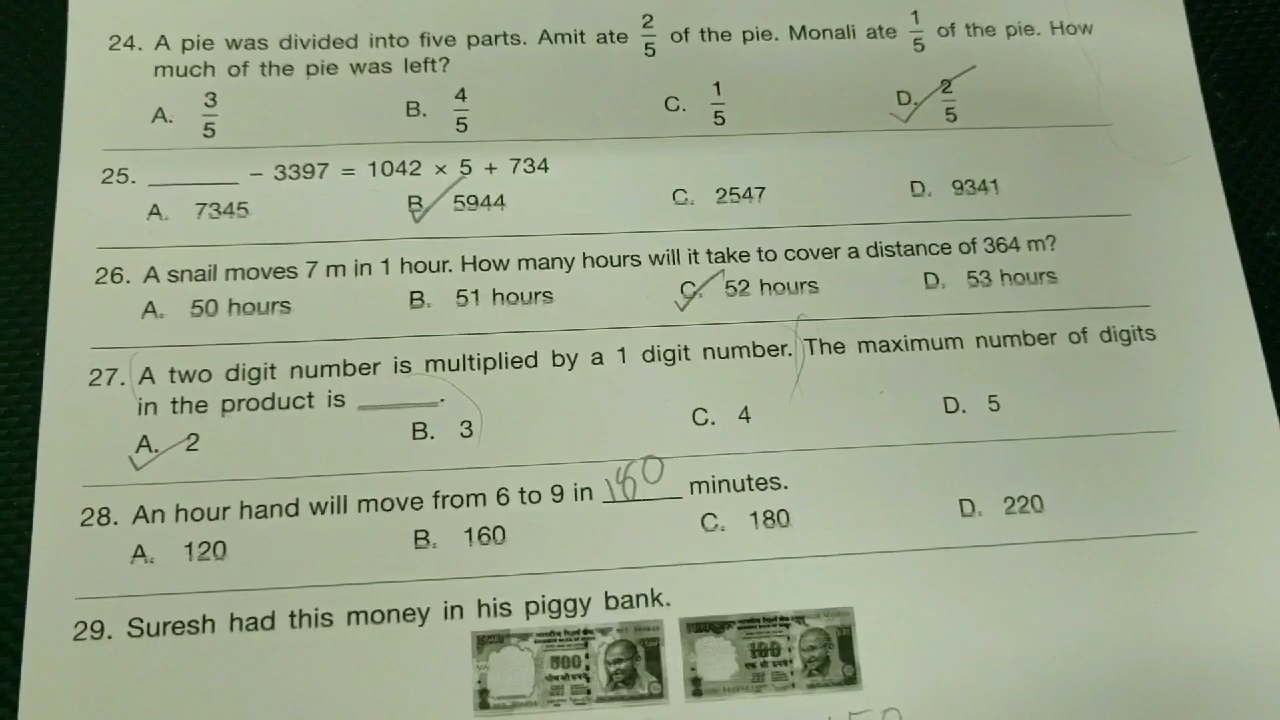 24. A pie was divided into five parts. Amit ate 2/5 of the pie. Monali ate 1/5 of the pie. How
much of the pie was left?
A. 3/5 B. 4/5 C. 1/5 D. 2/5
25. ______ − 3397 = 1042 × 5 + 734
A. 7345 B. 5944 C. 2547 D. 9341
26. A snail moves 7 m in 1 hour. How many hours will it take to cover a distance of 364 m?
A. 50 hours B. 51 hours C. 52 hours D. 53 hours
27. A two digit number is multiplied by a 1 digit number. The maximum number of digits
in the product is ______.
A. 2 B. 3 C. 4 D. 5
28. An hour hand will move from 6 to 9 in 180 minutes.
A. 120 B. 160 C. 180 D. 220
29. Suresh had this money in his piggy bank.
500 100